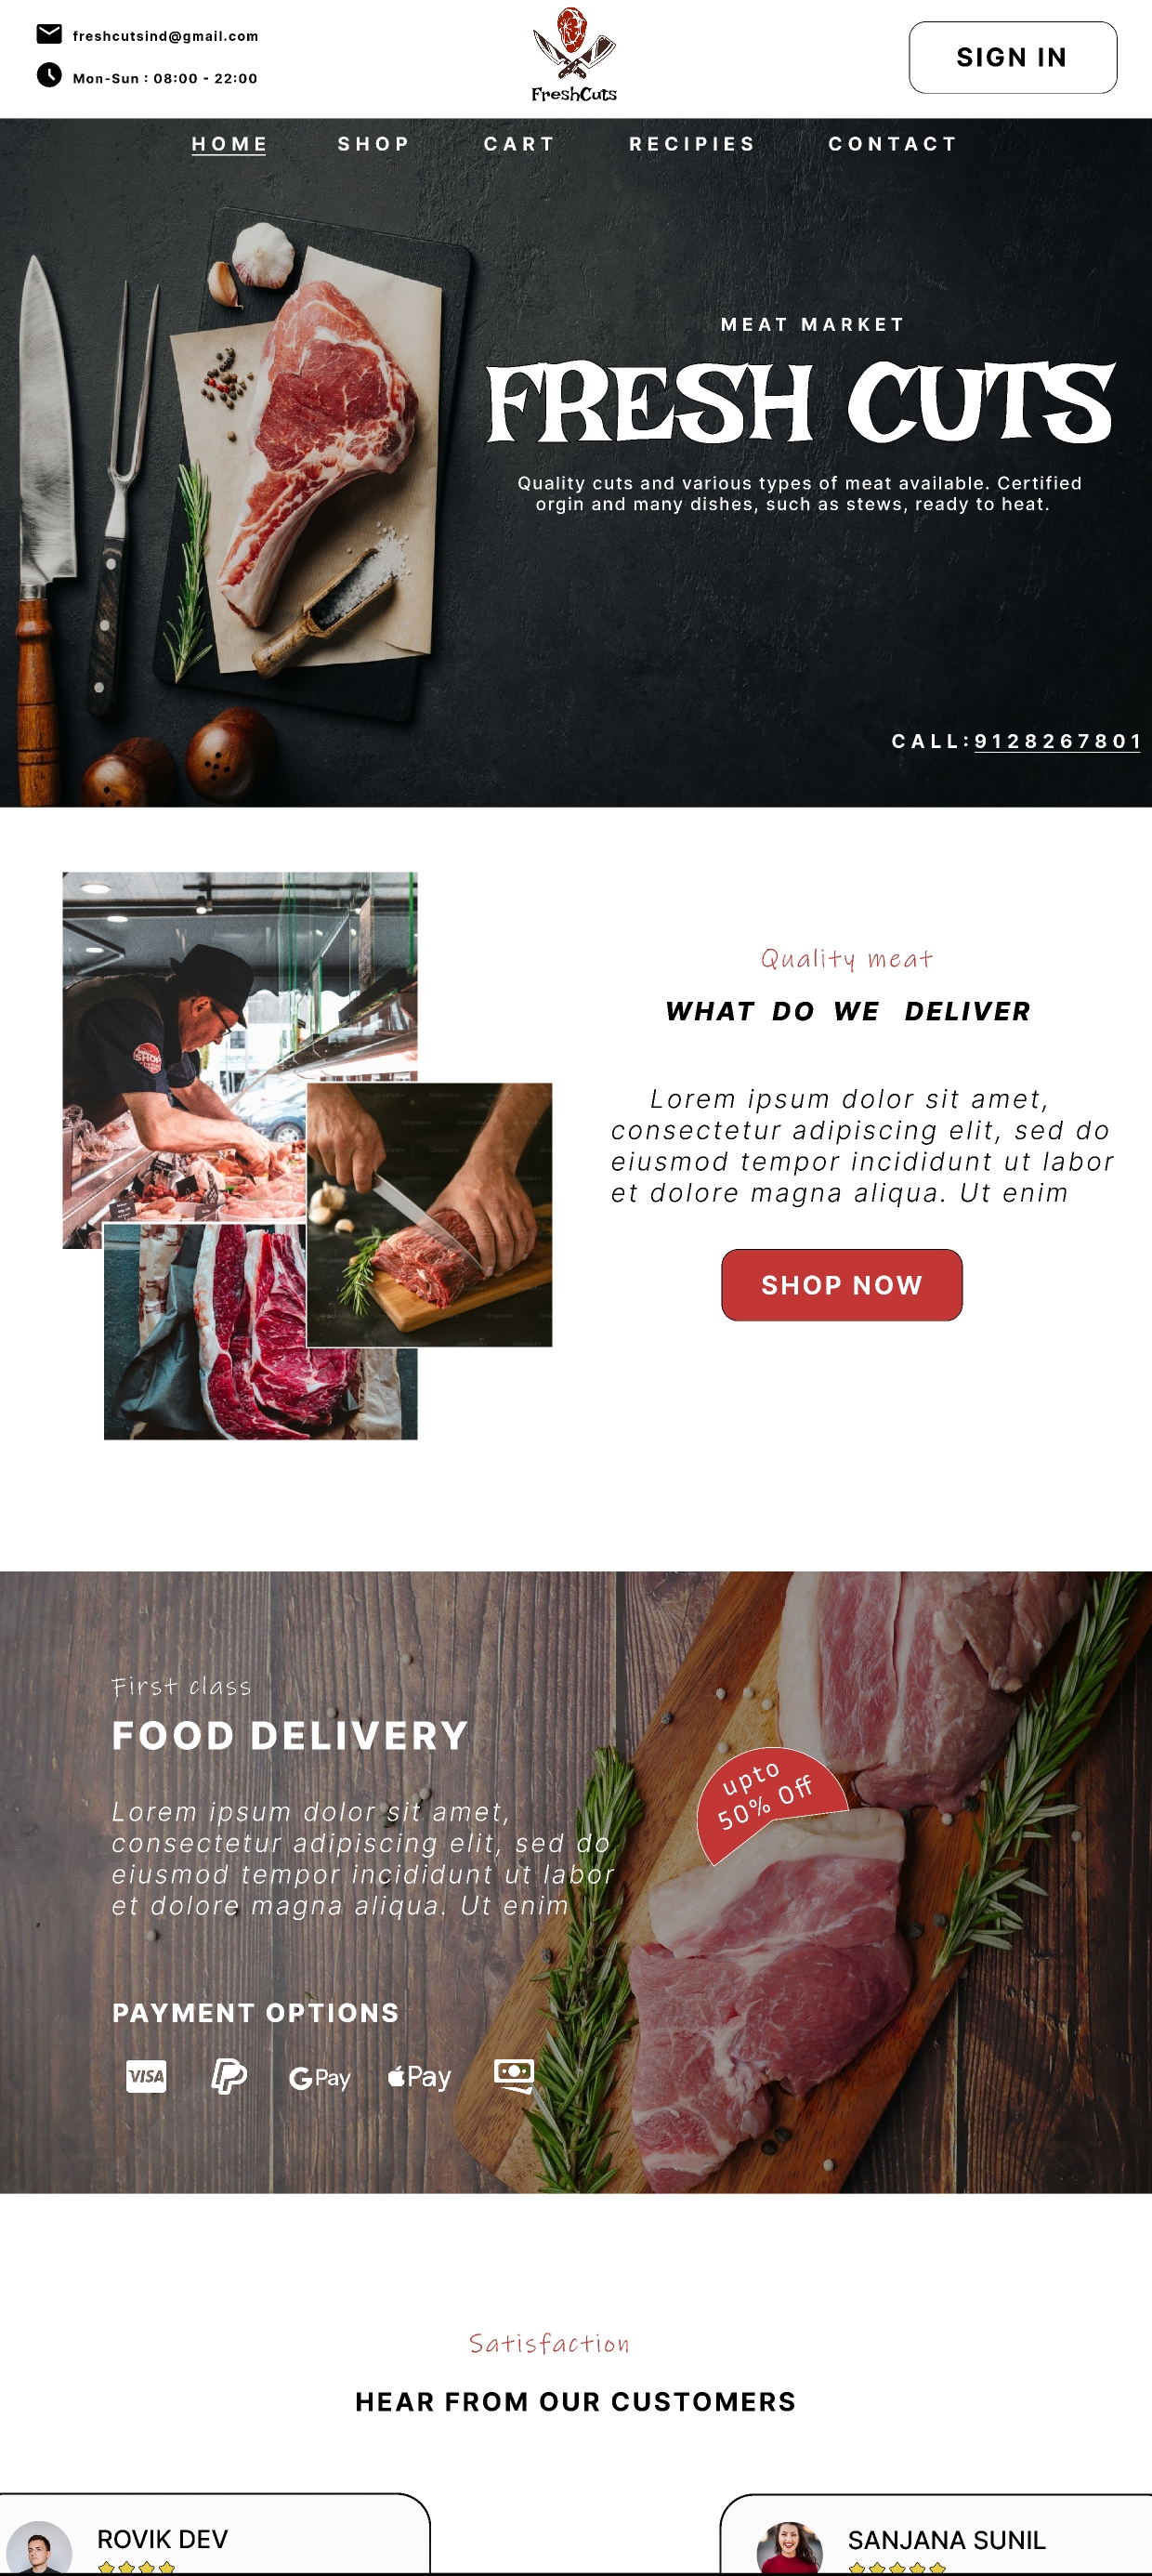 freshcutsind@gmail.com
Mon-Sun : 08:00 - 22:00
FreshCuts
SIGN IN
HOME
SHOP
CART
RECIPIES
CONTACT
MEAT MARKET
FRESH CUTS
Quality cuts and various types of meat available. Certified
orgin and many dishes, such as stews, ready to heat.
CALL:9128267801
SHOP
Quality meat
WHAT DO WE DELIVER
Lorem ipsum dolor sit amet,
consectetur adipiscing elit, sed do
eiusmod tempor incididunt ut labor
et dolore magna aliqua. Ut enim
SHOP NOW
First class
FOOD DELIVERY
upto
50% Off
Lorem ipsum dolor sit amet,
consectetur adipiscing elit, sed do
eiusmod tempor incididunt ut labor
et dolore magna aliqua. Ut enim
PAYMENT OPTIONS
VISA
G Pay
Pay
Satisfaction
HEAR FROM OUR CUSTOMERS
ROVIK DEV
SANJANA SUNIL